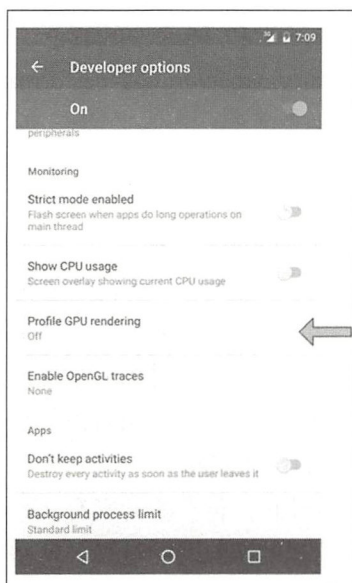 3G 7:09
Developer options
On
peripherals
Monitoring
Strict mode enabled
Flash screen when apps do long operations on
main thread
Show CPU usage
Screen overlay showing current CPU usage
Profile GPU rendering
Off
Enable OpenGL traces
None
Apps
Don't keep activities
Destroy every activity as soon as the user leaves it
Background process limit
Standard limit